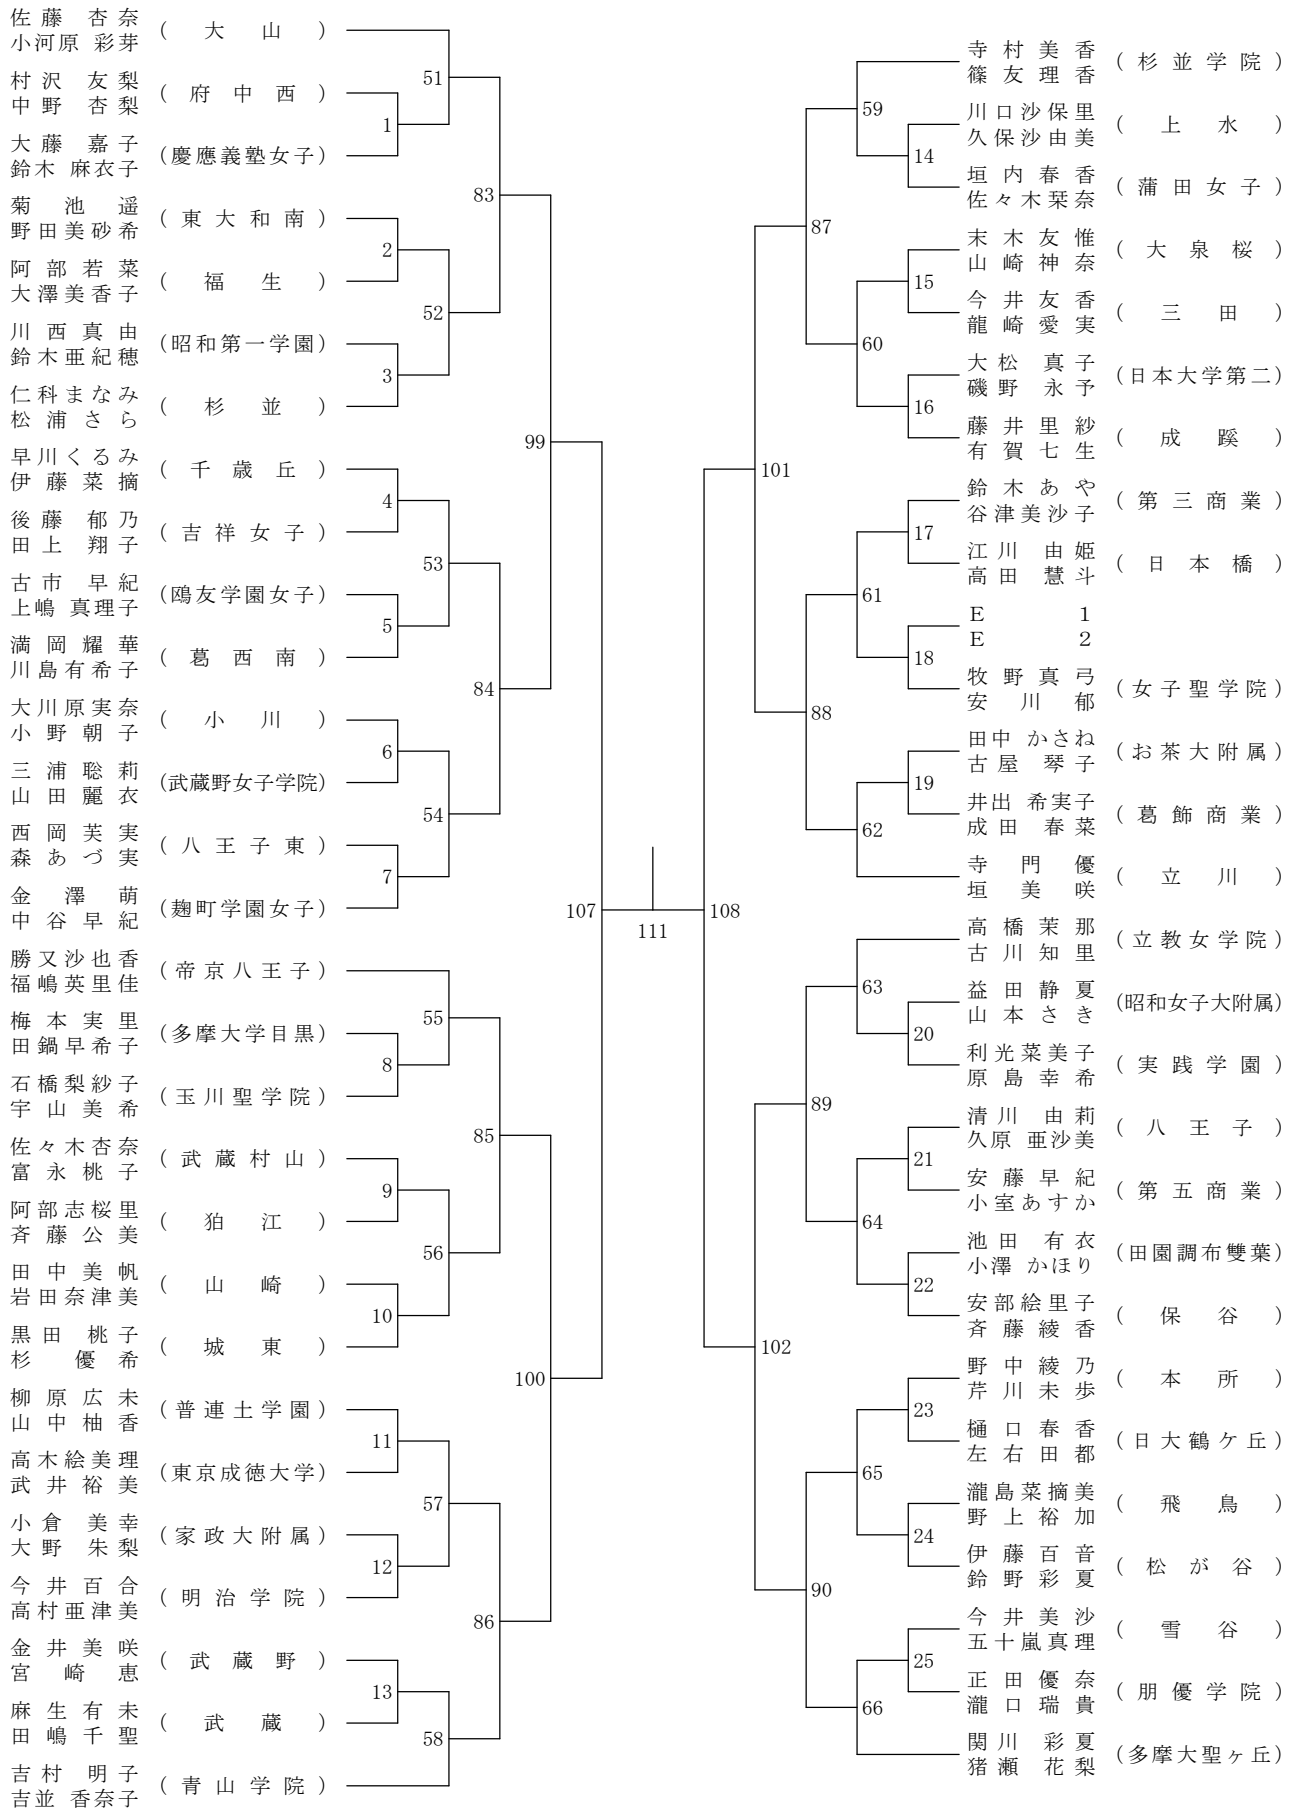 佐藤 杏奈
小河原 彩芽
(大山)
村沢 友梨
中野 杏梨
(府中西)
大藤 嘉子
鈴木 麻衣子
(慶應義塾女子)
菊池遥
野田美砂希
(東大和南)
阿部若菜
大澤美香子
(福生)
川西真由
鈴木亜紀穂
(昭和第一学園)
仁科まなみ
松浦さら
(杉並)
早川くるみ
伊藤菜摘
(千歳丘)
後藤 郁乃
田上 翔子
(吉祥女子)
古市 早紀
上嶋 真理子
(鴎友学園女子)
満岡耀華
川島有希子
(葛西南)
大川原実奈
小野朝子
(小川)
三浦聡莉
山田麗衣
(武蔵野女子学院)
西岡芙実
森あづ実
(八王子東)
金澤萌
中谷早紀
(麹町学園女子)
勝又沙也香
福嶋英里佳
(帝京八王子)
梅本実里
田鍋早希子
(多摩大学目黒)
石橋梨紗子
宇山美希
(玉川聖学院)
佐々木杏奈
富永桃子
(武蔵村山)
阿部志桜里
斉藤公美
(狛江)
田中美帆
岩田奈津美
(山崎)
黒田 桃子
杉 優希
(城東)
柳原広未
山中柚香
(普連土学園)
高木絵美理
武井裕美
(東京成徳大学)
小倉 美幸
大野 朱梨
(家政大附属)
今井百合
高村亜津美
(明治学院)
金井美咲
宮崎恵
(武蔵野)
麻生有未
田嶋千聖
(武蔵)
吉村 明子
吉並 香奈子
(青山学院)
51
1
83
2
52
3
99
4
53
5
84
6
54
7
107
55
8
85
9
56
10
100
11
57
12
86
13
58
111
108
59
14
87
15
60
16
101
17
61
18
88
19
62
63
20
89
21
64
22
102
23
65
24
90
25
66
寺村美香
篠友理香
(杉並学院)
川口沙保里
久保沙由美
(上水)
垣内春香
佐々木栞奈
(蒲田女子)
末木友惟
山崎神奈
(大泉桜)
今井友香
龍崎愛実
(三田)
大松 真子
磯野 永予
(日本大学第二)
藤井里紗
有賀七生
(成蹊)
鈴木あや
谷津美沙子
(第三商業)
江川 由姫
高田 慧斗
(日本橋)
E 1
E 2
牧野真弓
安川郁
(女子聖学院)
田中 かさね
古屋 琴子
(お茶大附属)
井出 希実子
成田 春菜
(葛飾商業)
寺門優
垣美咲
(立川)
高橋茉那
古川知里
(立教女学院)
益田静夏
山本さき
(昭和女子大附属)
利光菜美子
原島幸希
(実践学園)
清川 由莉
久原 亜沙美
(八王子)
安藤早紀
小室あすか
(第五商業)
池田 有衣
小澤 かほり
(田園調布雙葉)
安部絵里子
斉藤綾香
(保谷)
野中綾乃
芹川未歩
(本所)
樋口春香
左右田都
(日大鶴ケ丘)
瀧島菜摘美
野上裕加
(飛鳥)
伊藤百音
鈴野彩夏
(松が谷)
今井美沙
五十嵐真理
(雪谷)
正田優奈
瀧口瑞貴
(朋優学院)
関川 彩夏
猪瀬 花梨
(多摩大聖ヶ丘)